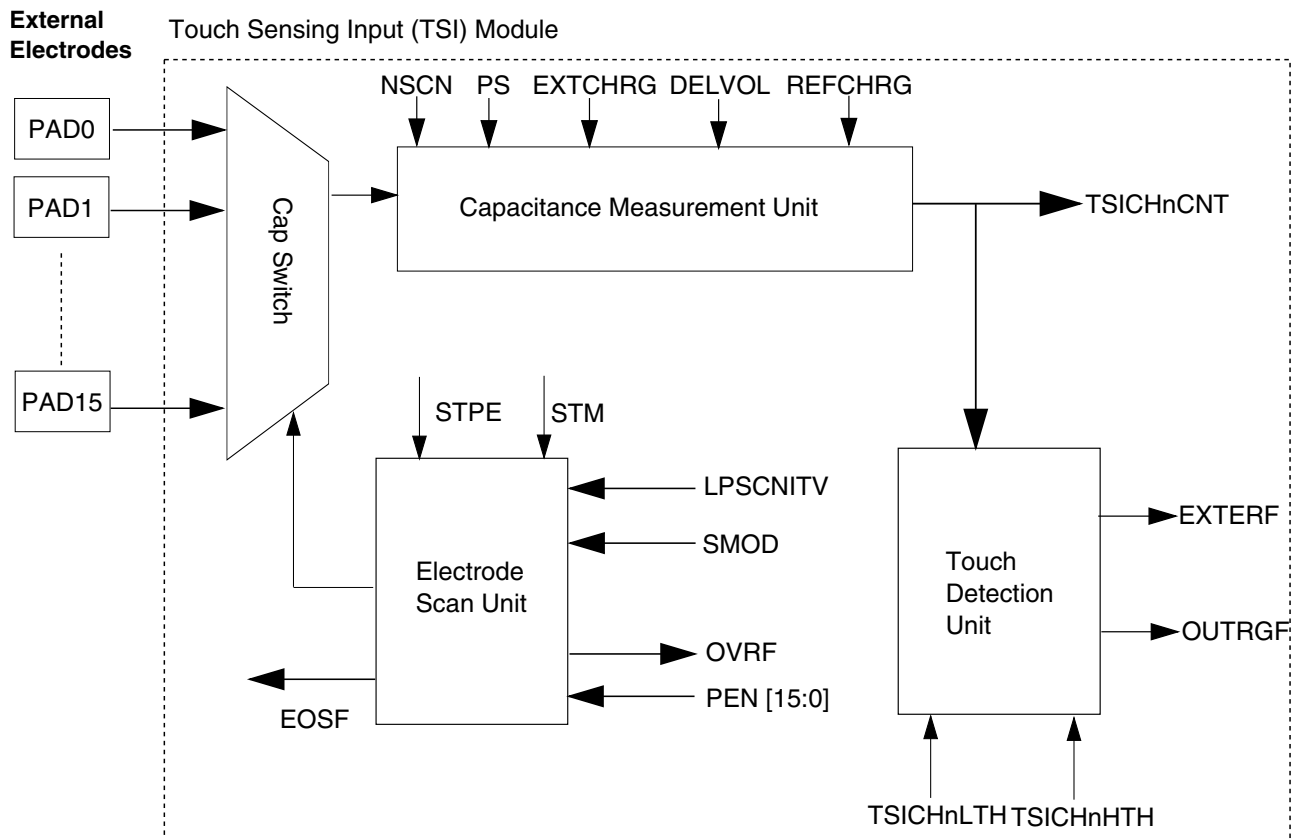 External
Electrodes
Touch Sensing Input (TSI) Module
NSCN PS EXTCHRG DELVOL REFCHRG
PAD0
PAD1
PAD15
Cap Switch
Capacitance Measurement Unit
TSICHnCNT
STPE
STM
LPSCNITV
SMOD
Electrode
Scan Unit
OVRF
PEN [15:0]
EOSF
Touch
Detection
Unit
EXTERF
OUTRGF
TSICHnLTH
TSICHnHTH